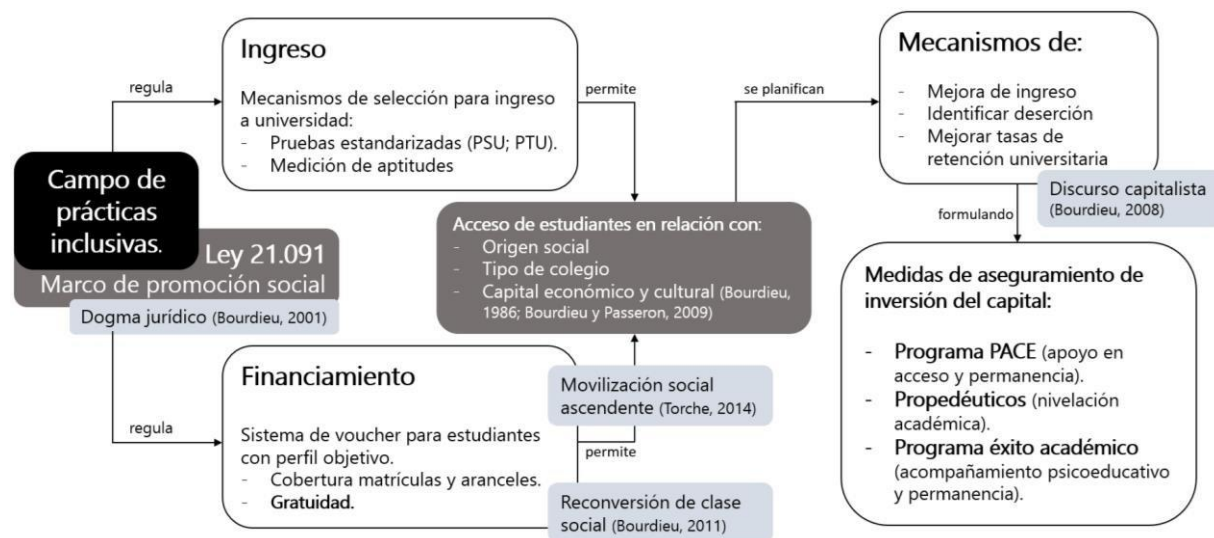 Campo de
prácticas
inclusivas.
Ley 21.091
Marco de promoción social
Dogma jurídico (Bourdieu, 2001)
regula
Ingreso
Mecanismos de selección para ingreso
a universidad:
- Pruebas estandarizadas (PSU; PTU).
- Medición de aptitudes
permite
regula
Financiamiento
Sistema de voucher para estudiantes
con perfil objetivo.
- Cobertura matrículas y aranceles.
- Gratuidad.
Movilización social
ascendente (Torche, 2014)
permite
Reconversión de clase
social (Bourdieu, 2011)
Acceso de estudiantes en relación con:
- Origen social
- Tipo de colegio
- Capital económico y cultural (Bourdieu,
1986; Bourdieu y Passeron, 2009)
se planifican
Mecanismos de:
- Mejora de ingreso
- Identificar deserción
- Mejorar tasas de
retención universitaria
Discurso capitalista
(Bourdieu, 2008)
formulando
Medidas de aseguramiento de
inversión del capital:
- Programa PACE (apoyo en
acceso y permanencia).
- Propedéuticos (nivelación
académica).
- Programa éxito académico
(acompañamiento psicoeducativo
y permanencia).